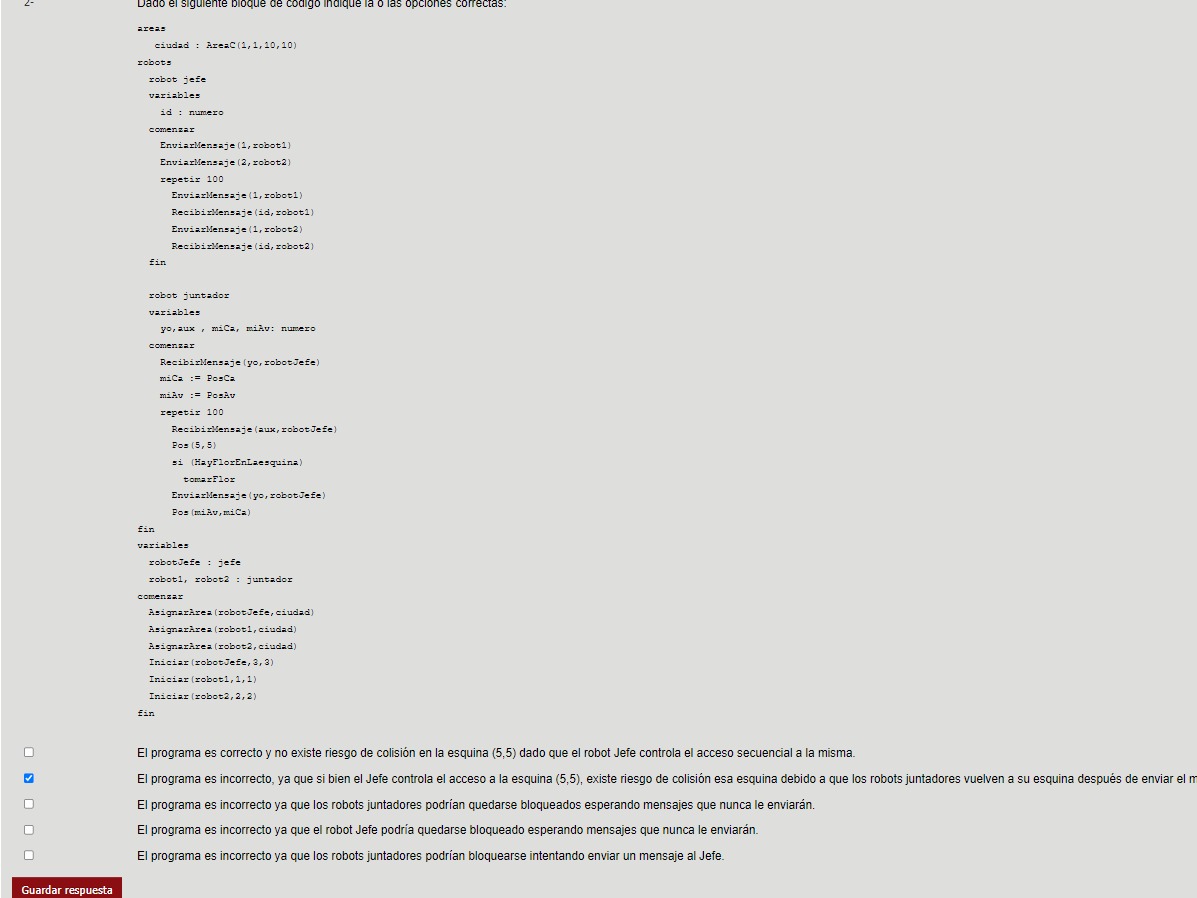 2-
Dado el siguiente bloque de código indique la o las opciones correctas:
areas
ciudad : AreaC(1,1,10,10)
robots
robot jefe
variables
id : numero
comenzar
EnviarMensaje(1,robot1)
EnviarMensaje(2,robot2)
repetir 100
EnviarMensaje(1,robot1)
RecibirMensaje(id,robot1)
EnviarMensaje(1,robot2)
RecibirMensaje(id,robot2)
fin
robot juntador
variables
yo,aux , miCa, miAv: numero
comenzar
RecibirMensaje(yo,robotJefe)
miCa := PosCa
miAv := PosAv
repetir 100
RecibirMensaje(aux,robotJefe)
Pos(5,5)
si (HayFlorEnLaesquina)
tomarFlor
EnviarMensaje(yo,robotJefe)
Pos(miAv,miCa)
fin
variables
robotJefe : jefe
robot1, robot2 : juntador
comenzar
AsignarArea(robotJefe,ciudad)
AsignarArea(robot1,ciudad)
AsignarArea(robot2,ciudad)
Iniciar(robotJefe,3,3)
Iniciar(robot1,1,1)
Iniciar(robot2,2,2)
fin
El programa es correcto y no existe riesgo de colisión en la esquina (5,5) dado que el robot Jefe controla el acceso secuencial a la misma.
El programa es incorrecto, ya que si bien el Jefe controla el acceso a la esquina (5,5), existe riesgo de colisión esa esquina debido a que los robots juntadores vuelven a su esquina después de enviar el
El programa es incorrecto ya que los robots juntadores podrían quedarse bloqueados esperando mensajes que nunca le enviarán.
El programa es incorrecto ya que el robot Jefe podría quedarse bloqueado esperando mensajes que nunca le enviarán.
El programa es incorrecto ya que los robots juntadores podrían bloquearse intentando enviar un mensaje al Jefe.
Guardar respuesta